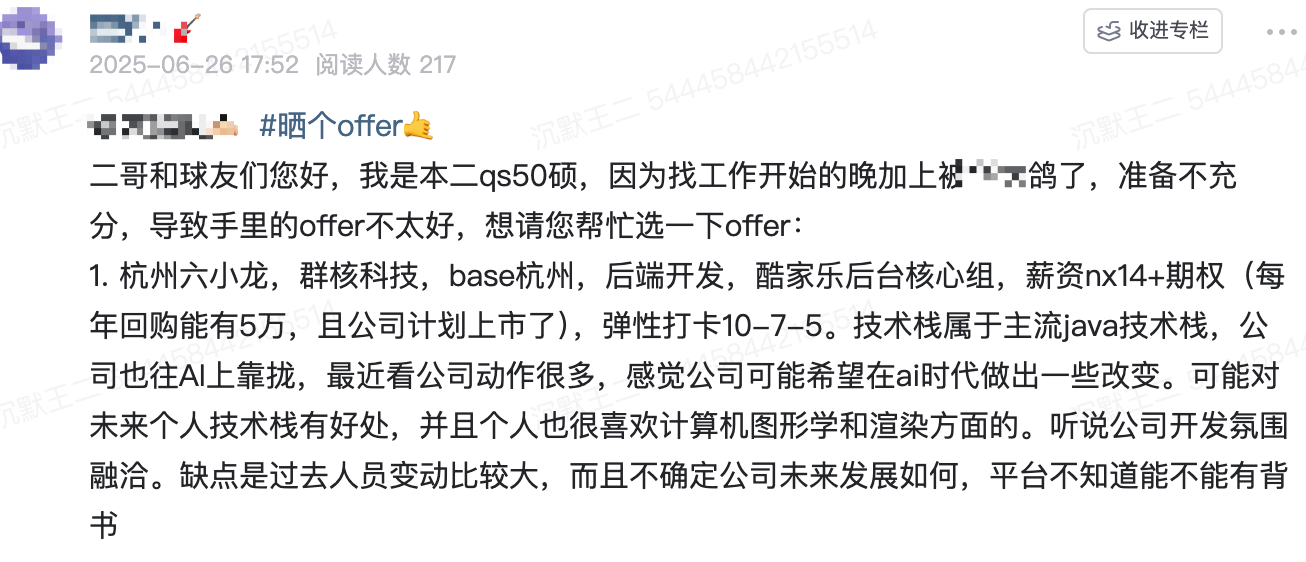 收进专栏
2025-06-26 17:52 阅读人数 217
#晒个offer🤙
二哥和球友们您好，我是本二qs50硕，因为找工作开始的晚加上被鸽了，准备不充
分，导致手里的offer不太好，想请您帮忙选一下offer：
1. 杭州六小龙，群核科技，base杭州，后端开发，酷家乐后台核心组，薪资nx14+期权（每
年回购能有5万，且公司计划上市了），弹性打卡10-7-5。技术栈属于主流java技术栈，公
司也往AI上靠拢，最近看公司动作很多，感觉公司可能希望在ai时代做出一些改变。可能对
未来个人技术栈有好处，并且个人也很喜欢计算机图形学和渲染方面的。听说公司开发氛围
融洽。缺点是过去人员变动比较大，而且不确定公司未来发展如何，平台不知道能不能有背
书
沉默王二 544458442155514